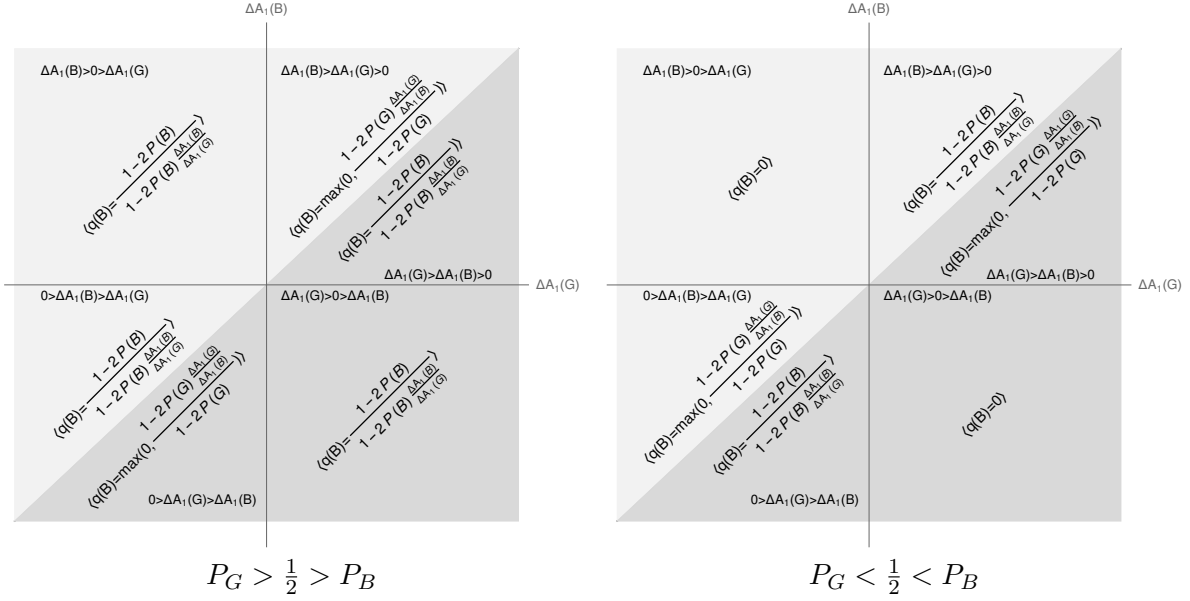 ΔA₁(B)
ΔA₁(B)>0>ΔA₁(G)
ΔA₁(B)>ΔA₁(G)>0
⟨q(B)= (1−2P(B))/(1−2P(B) ΔA₁(B)/ΔA₁(G))⟩
⟨q(B)=max(0, (1−2P(G) ΔA₁(G)/ΔA₁(B))/(1−2P(G)))⟩
⟨q(B)= (1−2P(B))/(1−2P(B) ΔA₁(B)/ΔA₁(G))⟩⟩
ΔA₁(G)>ΔA₁(B)>0
ΔA₁(G)
0>ΔA₁(B)>ΔA₁(G)
ΔA₁(G)>0>ΔA₁(B)
⟨q(B)= (1−2P(B))/(1−2P(B) ΔA₁(B)/ΔA₁(G))⟩
⟨q(B)=max(0, (1−2P(G) ΔA₁(G)/ΔA₁(B))/(1−2P(G)))⟩
⟨q(B)= (1−2P(B))/(1−2P(B) ΔA₁(B)/ΔA₁(G))⟩
0>ΔA₁(G)>ΔA₁(B)
P_G > 1/2 > P_B
ΔA₁(B)
ΔA₁(B)>0>ΔA₁(G)
ΔA₁(B)>ΔA₁(G)>0
⟨q(B)=0⟩
⟨q(B)= (1−2P(B))/(1−2P(B) ΔA₁(B)/ΔA₁(G))⟩
⟨q(B)=max(0, (1−2P(G) ΔA₁(G)/ΔA₁(B))/(1−2P(G)))⟩
ΔA₁(G)>ΔA₁(B)>0
ΔA₁(G)
0>ΔA₁(B)>ΔA₁(G)
ΔA₁(G)>0>ΔA₁(B)
⟨q(B)=max(0, (1−2P(G) ΔA₁(G)/ΔA₁(B))/(1−2P(G)))⟩
⟨q(B)= (1−2P(B))/(1−2P(B) ΔA₁(B)/ΔA₁(G))⟩
⟨q(B)=0⟩
0>ΔA₁(G)>ΔA₁(B)
P_G < 1/2 < P_B